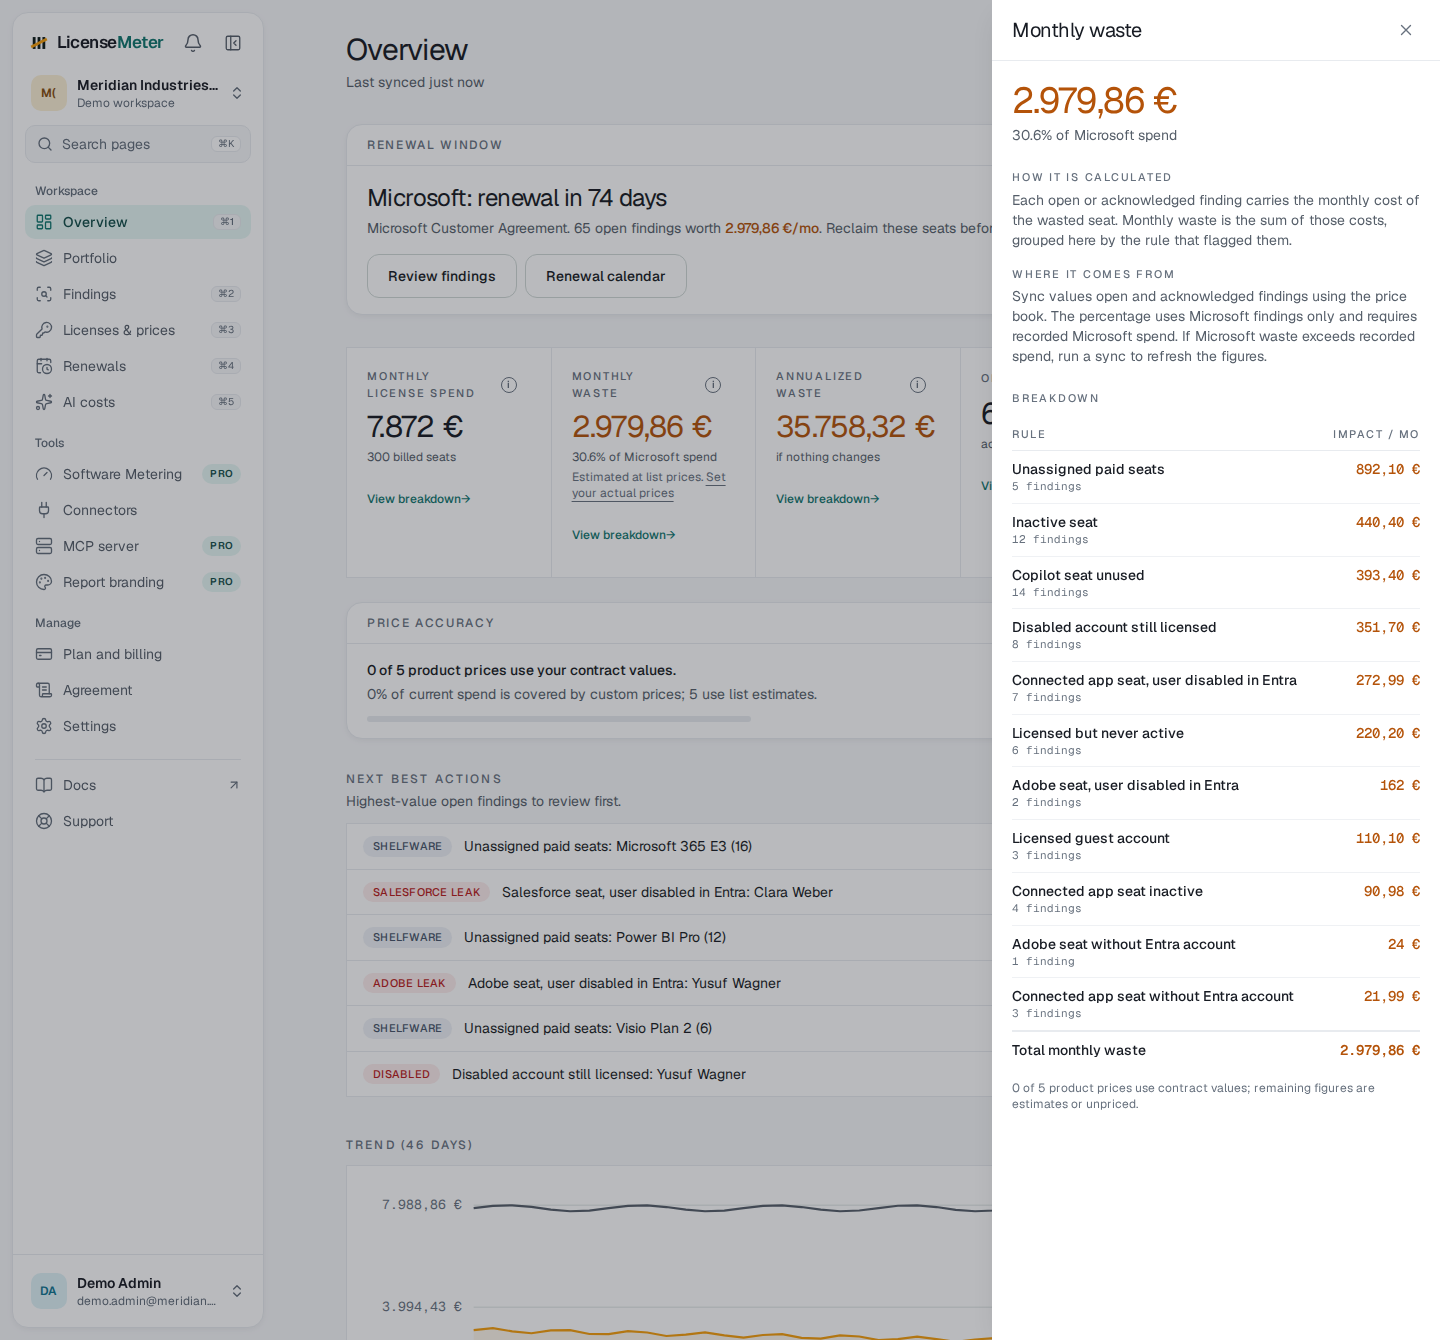 LicenseMeter
M(
Meridian Industries...
Demo workspace
Search pages
⌘K
Workspace
Overview
⌘1
Portfolio
Findings
⌘2
Licenses & prices
⌘3
Renewals
⌘4
AI costs
⌘5
Tools
Software Metering
PRO
Connectors
MCP server
PRO
Report branding
PRO
Manage
Plan and billing
Agreement
Settings
Docs
Support
DA
Demo Admin
demo.admin@meridian....
Overview
Last synced just now
RENEWAL WINDOW
Microsoft: renewal in 74 days
Microsoft Customer Agreement. 65 open findings worth 2.979,86 €/mo. Reclaim these seats
Review findings
Renewal calendar
MONTHLY
LICENSE SPEND
7.872 €
300 billed seats
View breakdown→
MONTHLY
WASTE
2.979,86 €
30.6% of Microsoft spend
Estimated at list prices. Set
your actual prices
View breakdown→
ANNUALIZED
WASTE
35.758,32 €
if nothing changes
View breakdown→
PRICE ACCURACY
0 of 5 product prices use your contract values.
0% of current spend is covered by custom prices; 5 use list estimates.
NEXT BEST ACTIONS
Highest-value open findings to review first.
SHELFWARE
Unassigned paid seats: Microsoft 365 E3 (16)
SALESFORCE LEAK
Salesforce seat, user disabled in Entra: Clara Weber
SHELFWARE
Unassigned paid seats: Power BI Pro (12)
ADOBE LEAK
Adobe seat, user disabled in Entra: Yusuf Wagner
SHELFWARE
Unassigned paid seats: Visio Plan 2 (6)
DISABLED
Disabled account still licensed: Yusuf Wagner
TREND (46 DAYS)
7.988,86 €
3.994,43 €
Monthly waste
2.979,86 €
30.6% of Microsoft spend
HOW IT IS CALCULATED
Each open or acknowledged finding carries the monthly cost of
the wasted seat. Monthly waste is the sum of those costs,
grouped here by the rule that flagged them.
WHERE IT COMES FROM
Sync values open and acknowledged findings using the price
book. The percentage uses Microsoft findings only and requires
recorded Microsoft spend. If Microsoft waste exceeds recorded
spend, run a sync to refresh the figures.
BREAKDOWN
RULE
IMPACT / MO
Unassigned paid seats
892,10 €
5 findings
Inactive seat
440,40 €
12 findings
Copilot seat unused
393,40 €
14 findings
Disabled account still licensed
351,70 €
8 findings
Connected app seat, user disabled in Entra
272,99 €
7 findings
Licensed but never active
220,20 €
6 findings
Adobe seat, user disabled in Entra
162 €
2 findings
Licensed guest account
110,10 €
3 findings
Connected app seat inactive
90,98 €
4 findings
Adobe seat without Entra account
24 €
1 finding
Connected app seat without Entra account
21,99 €
3 findings
Total monthly waste
2.979,86 €
0 of 5 product prices use contract values; remaining figures are
estimates or unpriced.